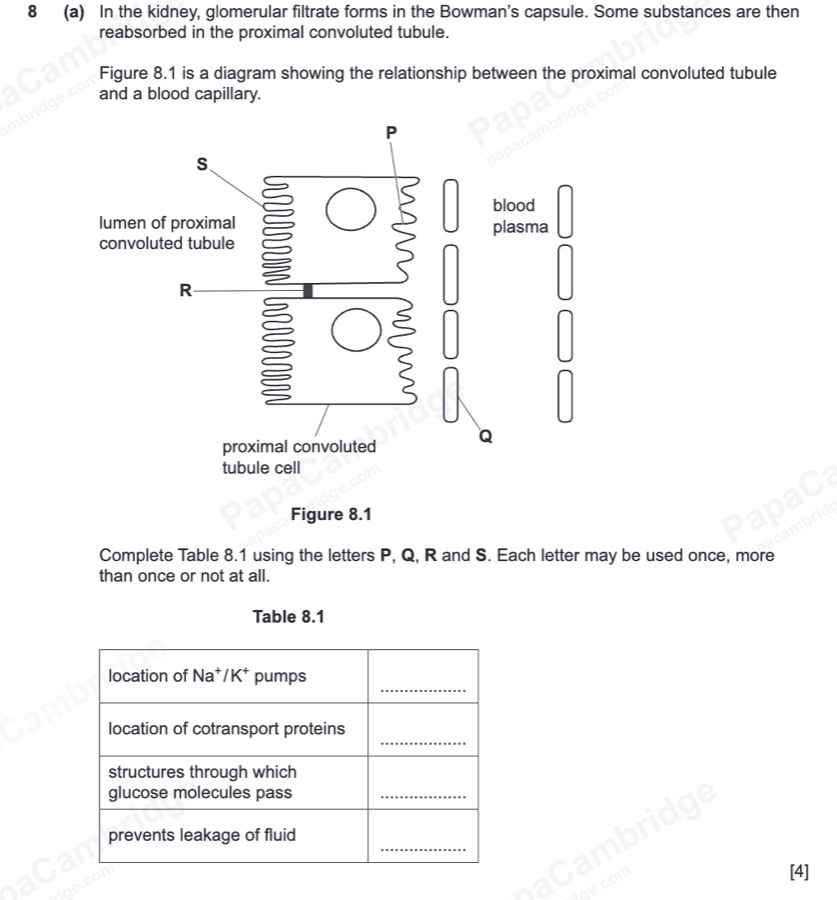 8 (a) In the kidney, glomerular filtrate forms in the Bowman's capsule. Some substances are then
reabsorbed in the proximal convoluted tubule.
Figure 8.1 is a diagram showing the relationship between the proximal convoluted tubule
and a blood capillary.
P
S
blood
plasma
lumen of proximal
convoluted tubule
R
Q
proximal convoluted
tubule cell
Figure 8.1
Complete Table 8.1 using the letters P, Q, R and S. Each letter may be used once, more
than once or not at all.
Table 8.1
location of Na⁺/K⁺ pumps ..................
location of cotransport proteins ..................
structures through which
glucose molecules pass ..................
prevents leakage of fluid ..................
[4]
PapaCambridge
papacambridge.com